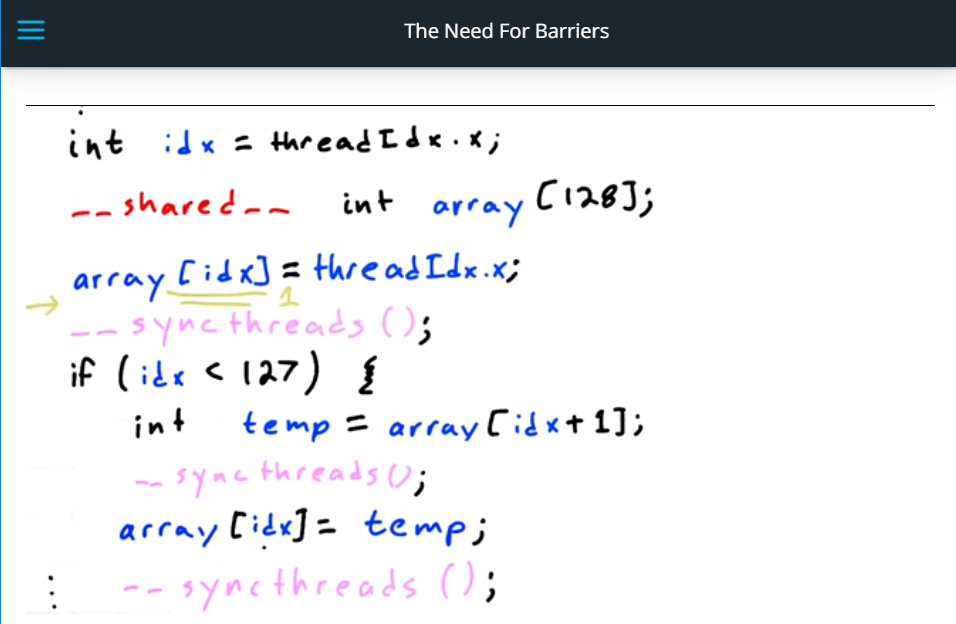 The Need For Barriers
int idx = threadIdx.x;
__shared__ int array [128];
array [idx] = threadIdx.x;
→ 1
__syncthreads ();
if (idx < 127) {
int temp = array [idx+1];
__syncthreads();
array [idx] = temp;
⋮ __syncthreads ();